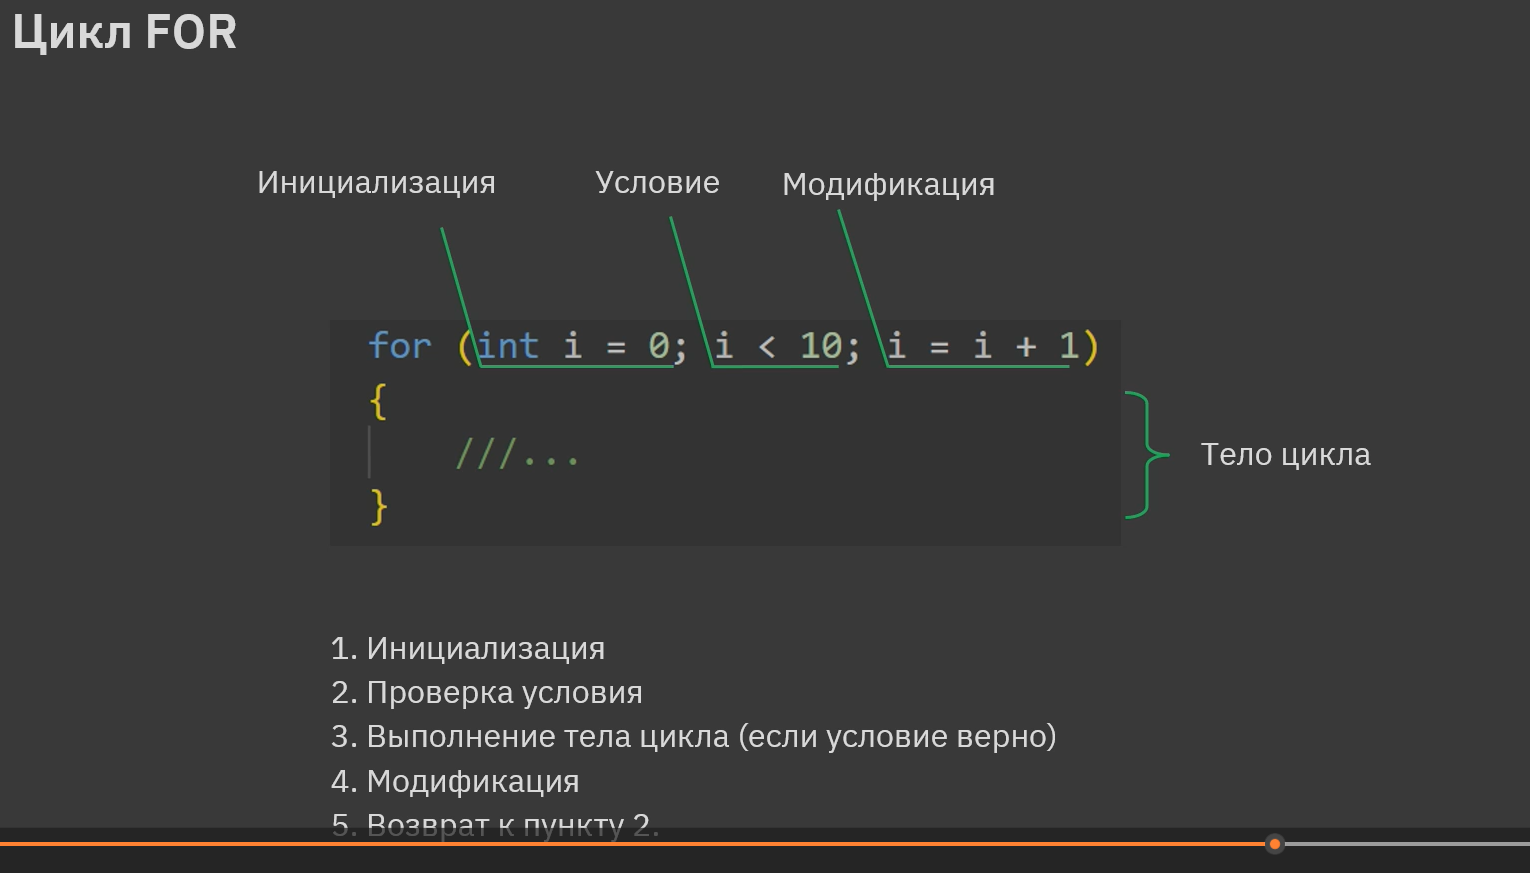 Цикл FOR
Инициализация
Условие
Модификация
for (int i = 0; i < 10; i = i + 1)
{
///...
}
Тело цикла
1. Инициализация
2. Проверка условия
3. Выполнение тела цикла (если условие верно)
4. Модификация
5. Возврат к пункту 2.